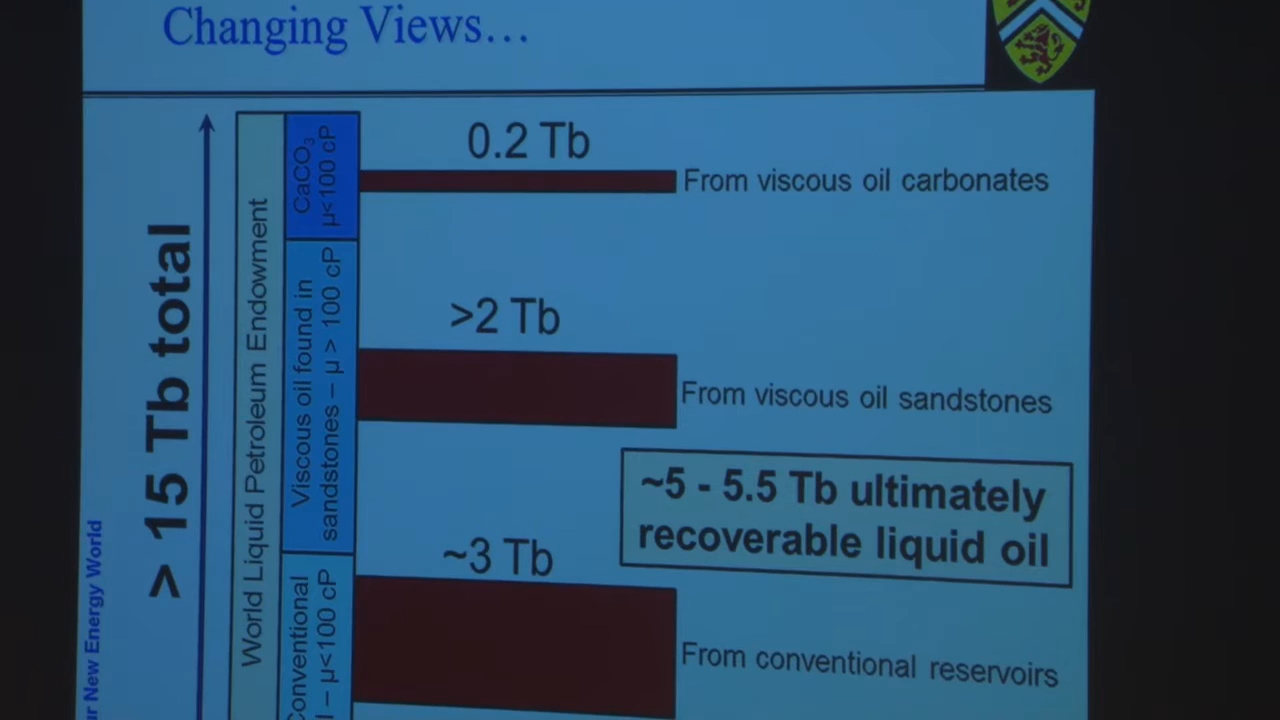 Changing Views…
> 15 Tb total
World Liquid Petroleum Endowment
CaCO₃
μ<100 cP
0.2 Tb
From viscous oil carbonates
Viscous oil found in
sandstones – μ > 100 cP
>2 Tb
From viscous oil sandstones
~5 - 5.5 Tb ultimately
recoverable liquid oil
Conventional
– μ<100 cP
~3 Tb
From conventional reservoirs
New Energy World